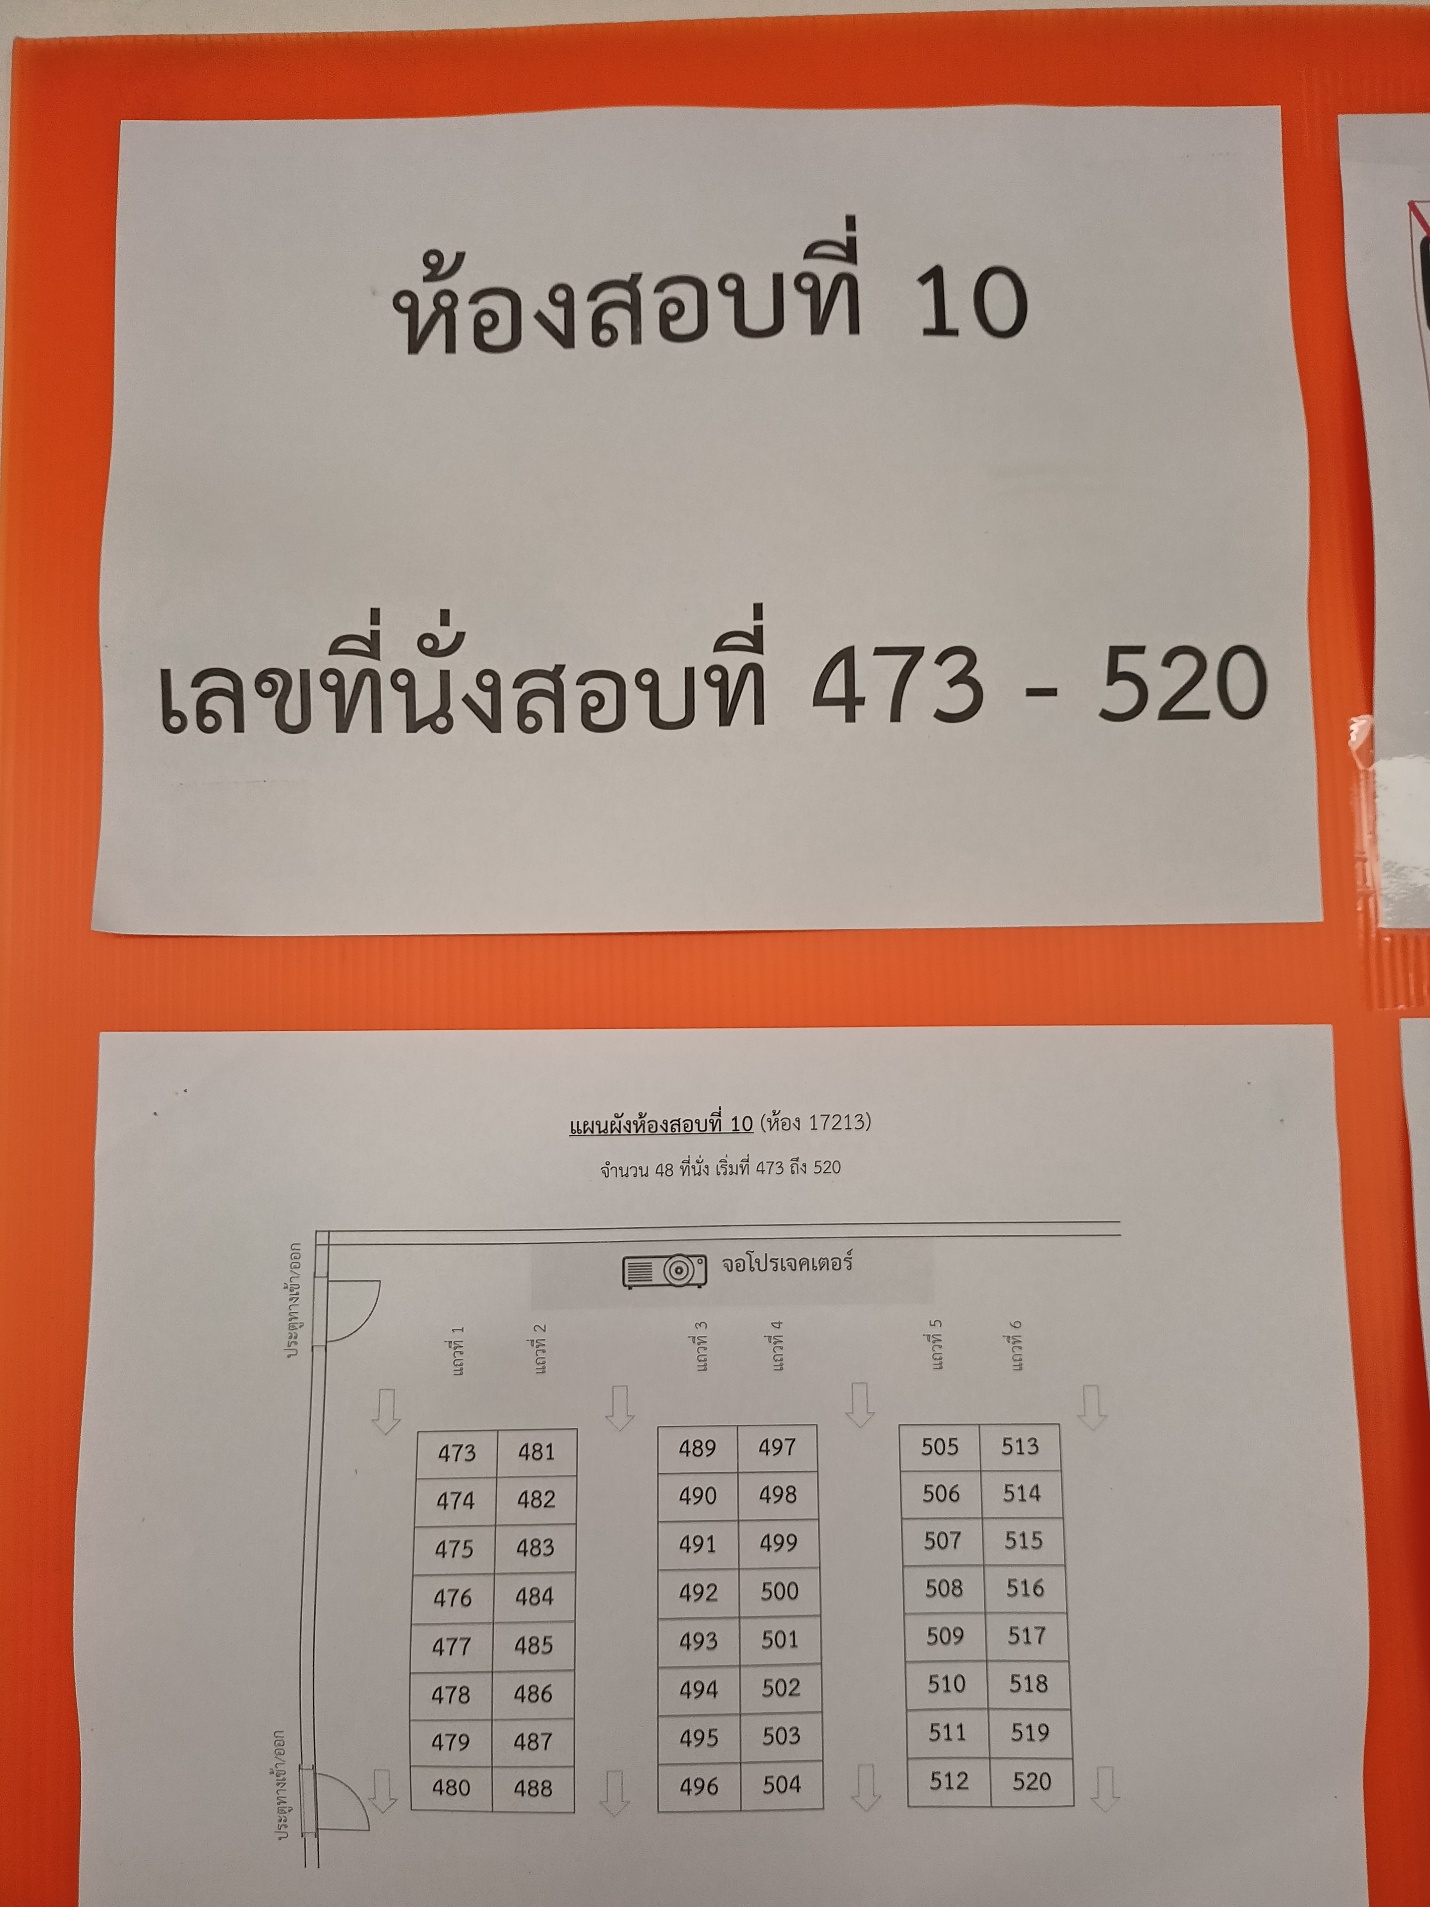 ห้องสอบที่ 10
เลขที่นั่งสอบที่ 473 - 520
แผนผังห้องสอบที่ 10 (ห้อง 17213)
จำนวน 48 ที่นั่ง เริ่มที่ 473 ถึง 520
ประตูทางเข้า/ออก
จอโปรเจคเตอร์
แถวที่ 1 แถวที่ 2 แถวที่ 3 แถวที่ 4 แถวที่ 5 แถวที่ 6
473 481 489 497 505 513
474 482 490 498 506 514
475 483 491 499 507 515
476 484 492 500 508 516
477 485 493 501 509 517
478 486 494 502 510 518
479 487 495 503 511 519
480 488 496 504 512 520
ประตูทางเข้า/ออก